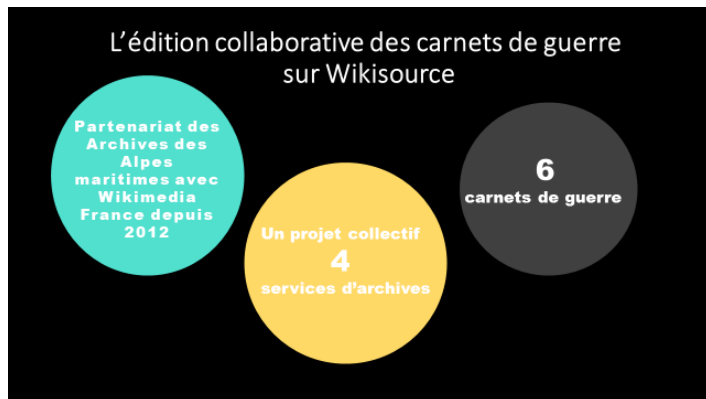 L’édition collaborative des carnets de guerre
sur Wikisource
Partenariat des
Archives des
Alpes
maritimes avec
Wikimedia
France depuis
2012
Un projet collectif
4
services d’archives
6
carnets de guerre